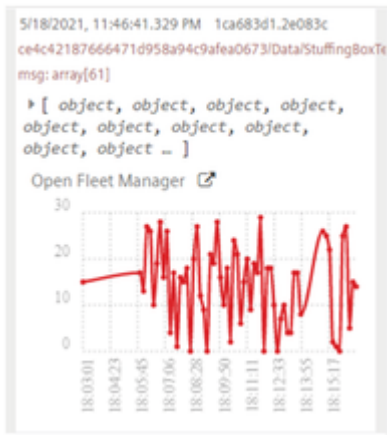 5/18/2021, 11:46:41.329 PM 1ca683d1.2e083c
ce4c42187666471d958a94c9afea0673/Data/StuffingBoxTe
msg: array[61]
[ object, object, object, object,
object, object, object, object,
object, object … ]
Open Fleet Manager
30
20
10
0
18:03:01
18:04:23
18:05:45
18:07:06
18:08:28
18:09:50
18:11:11
18:12:33
18:13:55
18:15:17